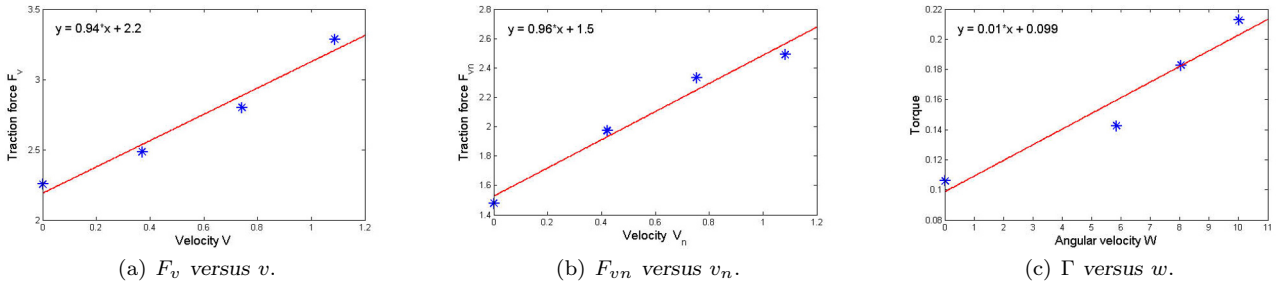 y = 0.94*x + 2.2
3.5
3
2.5
2
Traction force F_v
0 0.2 0.4 0.6 0.8 1 1.2
Velocity V
(a) F_v versus v.
y = 0.96*x + 1.5
2.8
2.6
2.4
2.2
2
1.8
1.6
1.4
Traction force F_vn
0 0.2 0.4 0.6 0.8 1 1.2
Velocity V_n
(b) F_vn versus v_n.
y = 0.01*x + 0.099
0.22
0.2
0.18
0.16
0.14
0.12
0.1
0.08
Torque
0 1 2 3 4 5 6 7 8 9 10 11
Angular velocity W
(c) Γ versus w.